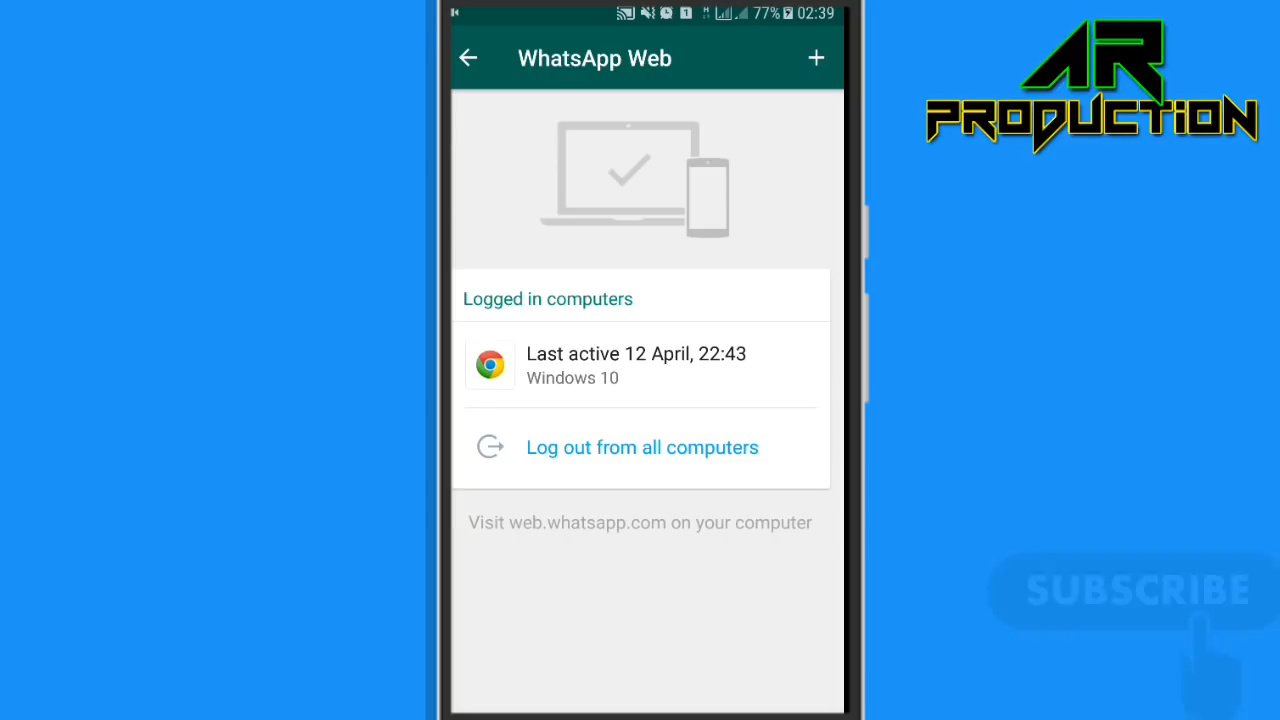 77% 02:39
WhatsApp Web
AR
PRODUCTION
Logged in computers
Last active 12 April, 22:43
Windows 10
Log out from all computers
Visit web.whatsapp.com on your computer
SUBSCRIBE